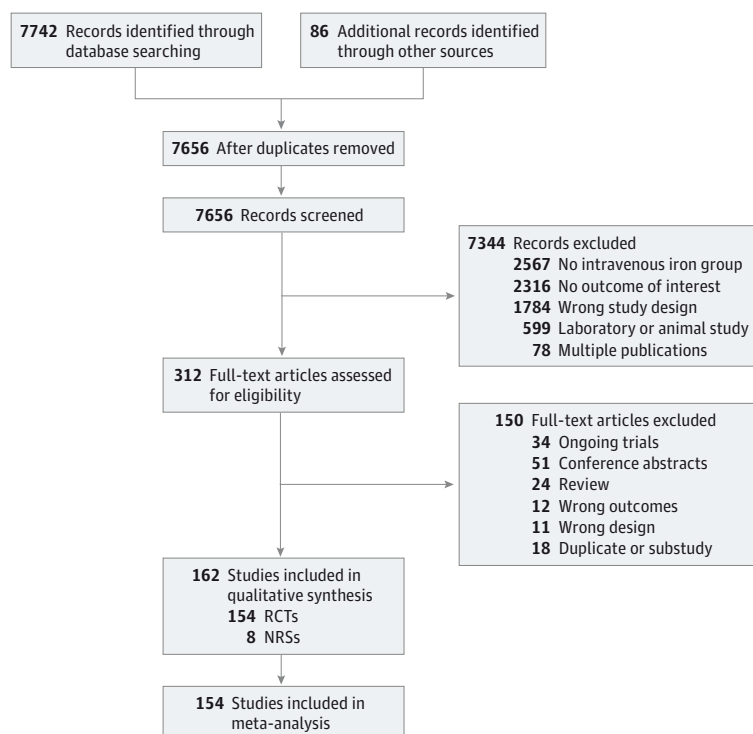 7742 Records identified through
database searching
86 Additional records identified
through other sources
7656 After duplicates removed
7656 Records screened
7344 Records excluded
2567 No intravenous iron group
2316 No outcome of interest
1784 Wrong study design
599 Laboratory or animal study
78 Multiple publications
312 Full-text articles assessed
for eligibility
150 Full-text articles excluded
34 Ongoing trials
51 Conference abstracts
24 Review
12 Wrong outcomes
11 Wrong design
18 Duplicate or substudy
162 Studies included in
qualitative synthesis
154 RCTs
8 NRSs
154 Studies included in
meta-analysis